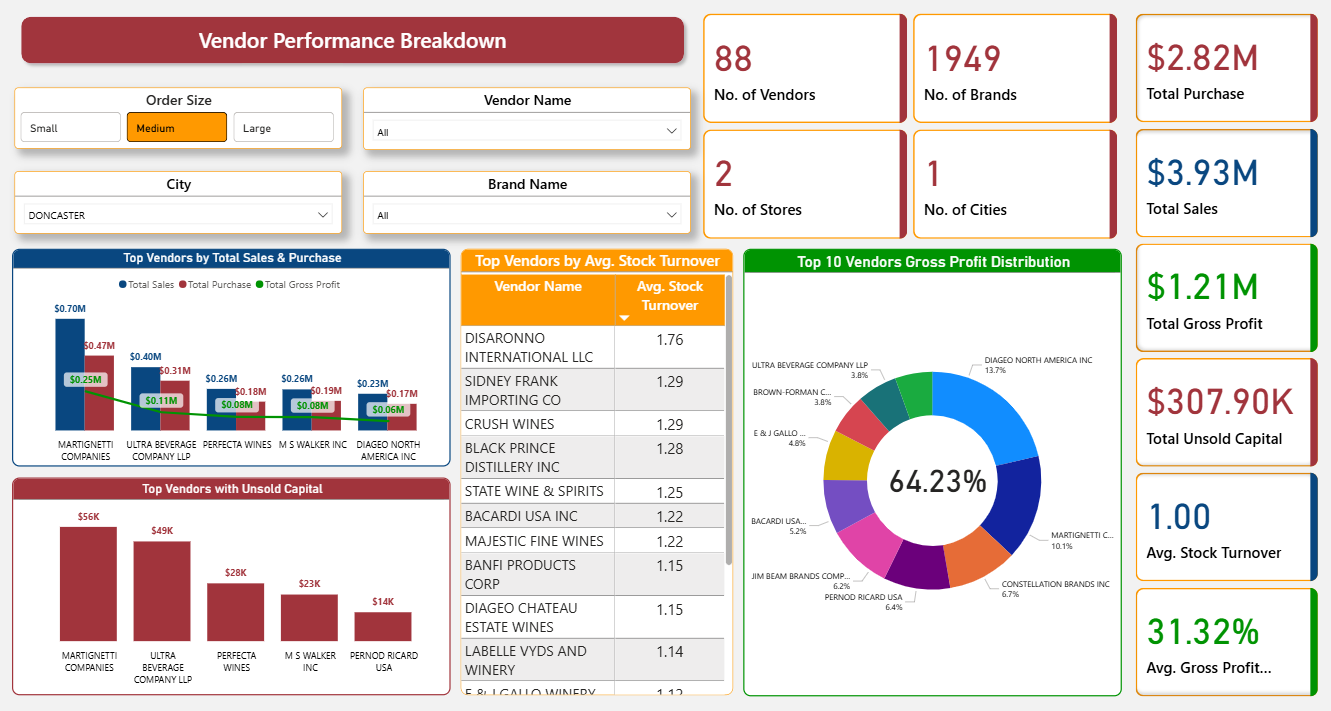 Vendor Performance Breakdown
Order Size
Small
Medium
Large
Vendor Name
All
City
DONCASTER
Brand Name
All
88
No. of Vendors
1949
No. of Brands
2
No. of Stores
1
No. of Cities
$2.82M
Total Purchase
$3.93M
Total Sales
$1.21M
Total Gross Profit
$307.90K
Total Unsold Capital
1.00
Avg. Stock Turnover
31.32%
Avg. Gross Profit...
Top Vendors by Total Sales & Purchase
Total Sales Total Purchase Total Gross Profit
$0.70M
$0.47M
$0.25M
$0.40M
$0.31M
$0.11M
$0.26M
$0.18M
$0.08M
$0.26M
$0.19M
$0.08M
$0.23M
$0.17M
$0.06M
MARTIGNETTI
COMPANIES
ULTRA BEVERAGE
COMPANY LLP
PERFECTA WINES
M S WALKER INC
DIAGEO NORTH
AMERICA INC
Top Vendors with Unsold Capital
$56K
$49K
$28K
$23K
$14K
MARTIGNETTI
COMPANIES
ULTRA
BEVERAGE
COMPANY LLP
PERFECTA
WINES
M S WALKER
INC
PERNOD RICARD
USA
Top Vendors by Avg. Stock Turnover
Vendor Name
Avg. Stock
Turnover
DISARONNO
INTERNATIONAL LLC
1.76
SIDNEY FRANK
IMPORTING CO
1.29
CRUSH WINES
1.29
BLACK PRINCE
DISTILLERY INC
1.28
STATE WINE & SPIRITS
1.25
BACARDI USA INC
1.22
MAJESTIC FINE WINES
1.22
BANFI PRODUCTS
CORP
1.15
DIAGEO CHATEAU
ESTATE WINES
1.15
LABELLE VYDS AND
WINERY
1.14
E & J GALLO WINERY
1.12
Top 10 Vendors Gross Profit Distribution
ULTRA BEVERAGE COMPANY LLP
3.8%
BROWN-FORMAN C...
3.8%
E & J GALLO ...
4.8%
BACARDI USA...
5.2%
JIM BEAM BRANDS COMP...
6.2%
PERNOD RICARD USA
6.4%
DIAGEO NORTH AMERICA INC
13.7%
MARTIGNETTI C...
10.1%
CONSTELLATION BRANDS INC
6.7%
64.23%